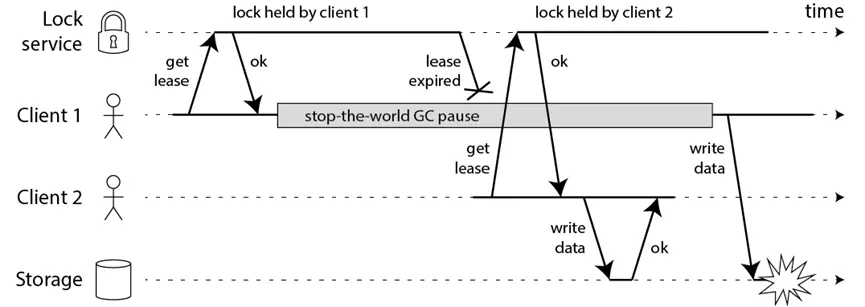 lock held by client 1
lock held by client 2
time
Lock
service
get
lease
ok
lease
expired
ok
Client 1
stop-the-world GC pause
get
lease
write
data
Client 2
write
data
ok
Storage